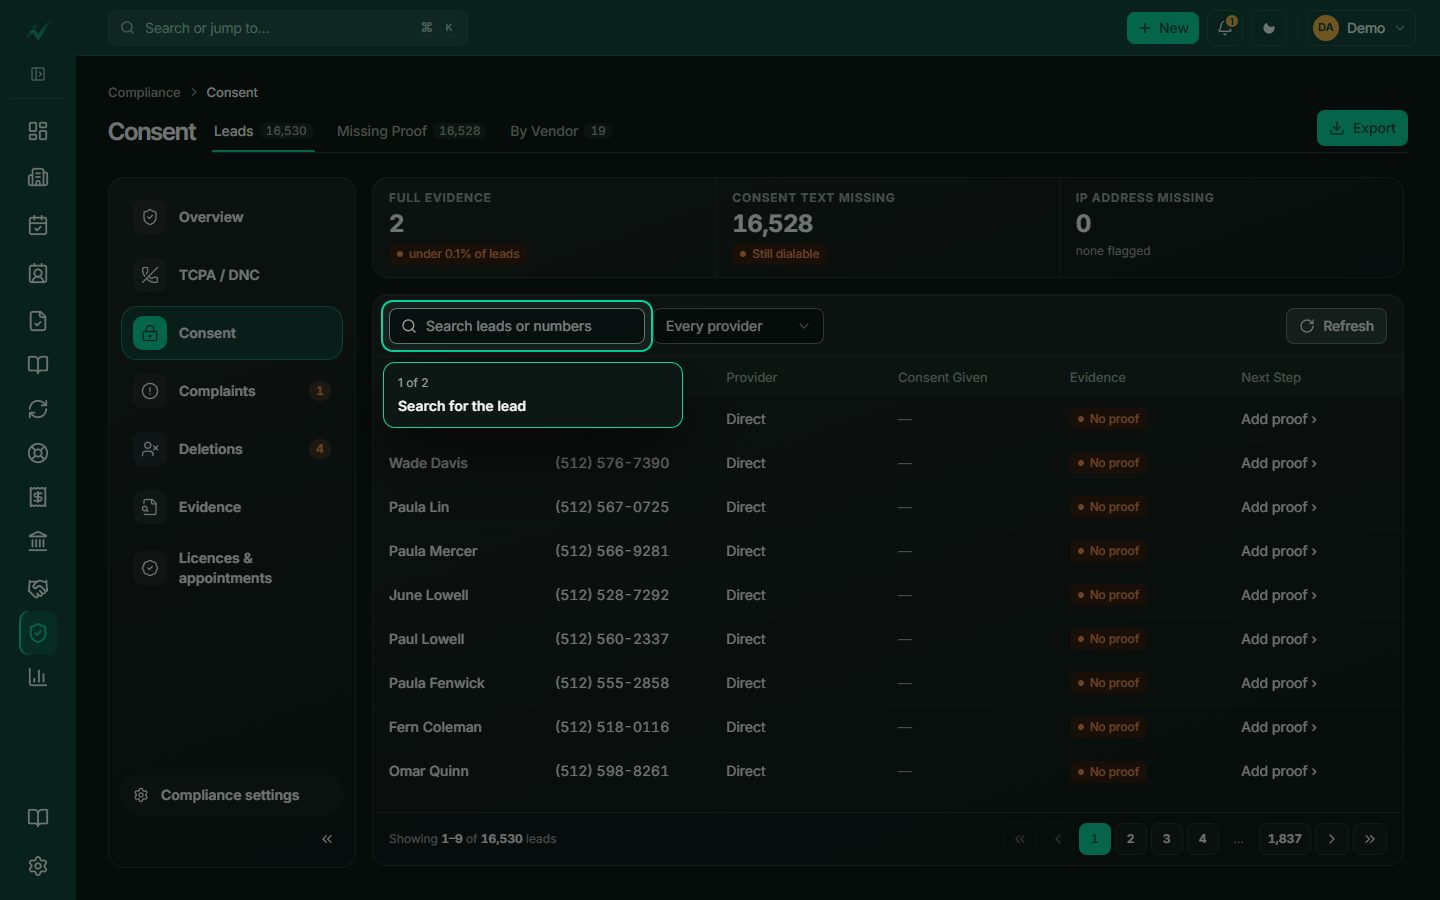 Search or jump to...
⌘ K
New
1
DA
Demo
Compliance > Consent
Consent
Leads 16,530
Missing Proof 16,528
By Vendor 19
Export
Overview
TCPA / DNC
Consent
Complaints 1
Deletions 4
Evidence
Licences &
appointments
Compliance settings
FULL EVIDENCE
2
under 0.1% of leads
CONSENT TEXT MISSING
16,528
Still dialable
IP ADDRESS MISSING
0
none flagged
Search leads or numbers
Every provider
Refresh
1 of 2
Search for the lead
Provider Consent Given Evidence Next Step
Direct — No proof Add proof ›
Wade Davis (512) 576-7390 Direct — No proof Add proof ›
Paula Lin (512) 567-0725 Direct — No proof Add proof ›
Paula Mercer (512) 566-9281 Direct — No proof Add proof ›
June Lowell (512) 528-7292 Direct — No proof Add proof ›
Paul Lowell (512) 560-2337 Direct — No proof Add proof ›
Paula Fenwick (512) 555-2858 Direct — No proof Add proof ›
Fern Coleman (512) 518-0116 Direct — No proof Add proof ›
Omar Quinn (512) 598-8261 Direct — No proof Add proof ›
Showing 1–9 of 16,530 leads
« ‹ 1 2 3 4 ... 1,837 › »